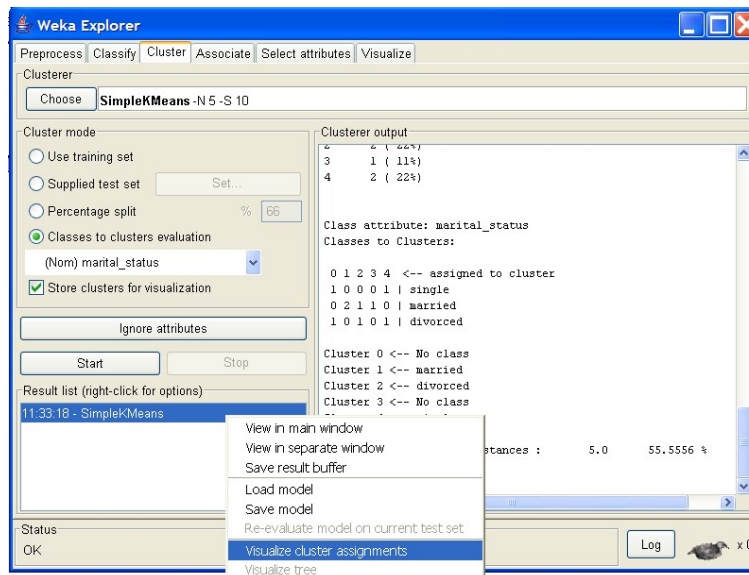 Weka Explorer
Preprocess Classify Cluster Associate Select attributes Visualize
Clusterer
Choose SimpleKMeans -N 5 -S 10
Cluster mode
Use training set
Supplied test set Set...
Percentage split % 66
Classes to clusters evaluation
(Nom) marital_status
Store clusters for visualization
Ignore attributes
Start Stop
Result list (right-click for options)
11:33:18 - SimpleKMeans
Clusterer output
2 2 ( 22%)
3 1 ( 11%)
4 2 ( 22%)
Class attribute: marital_status
Classes to Clusters:
0 1 2 3 4 <-- assigned to cluster
1 0 0 0 1 | single
0 2 1 1 0 | married
1 0 1 0 1 | divorced
Cluster 0 <-- No class
Cluster 1 <-- married
Cluster 2 <-- divorced
Cluster 3 <-- No class
stances : 5.0 55.5556 %
View in main window
View in separate window
Save result buffer
Load model
Save model
Re-evaluate model on current test set
Visualize cluster assignments
Visualize tree
Status
OK
Log x 0